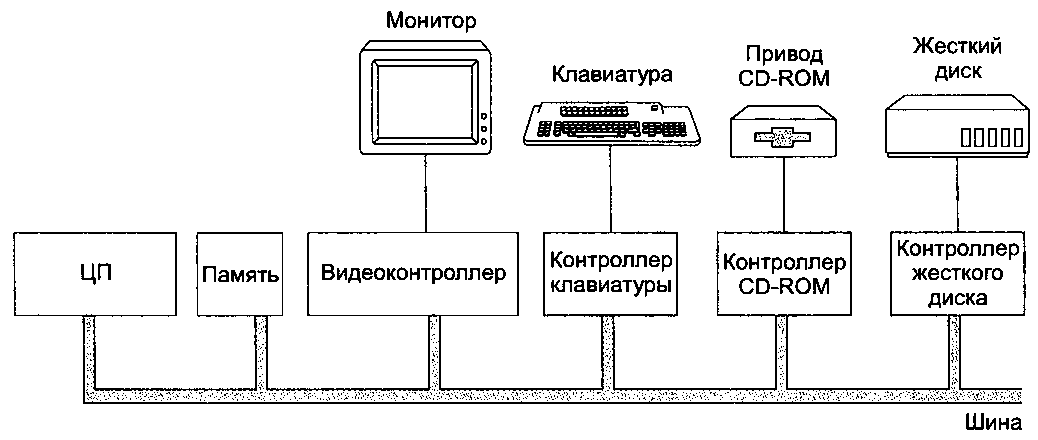 Монитор
Клавиатура
Привод
CD-ROM
Жесткий
диск
ЦП
Память
Видеоконтроллер
Контроллер
клавиатуры
Контроллер
CD-ROM
Контроллер
жесткого
диска
Шина